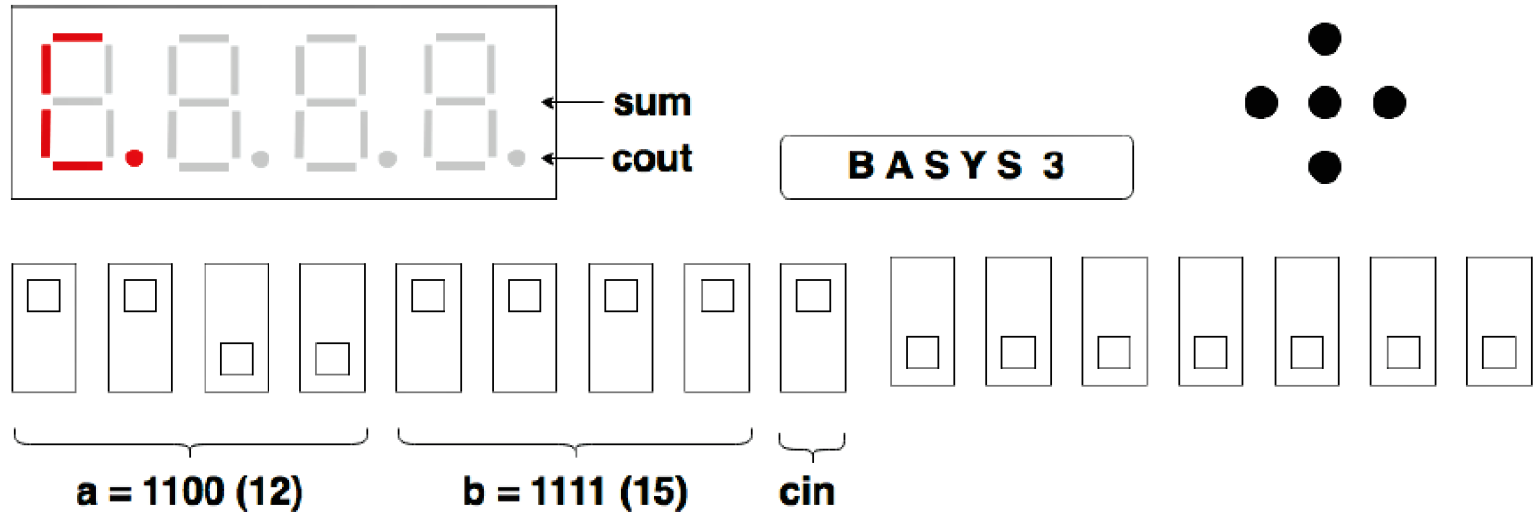 sum
cout
BASYS 3
a = 1100 (12)
b = 1111 (15)
cin